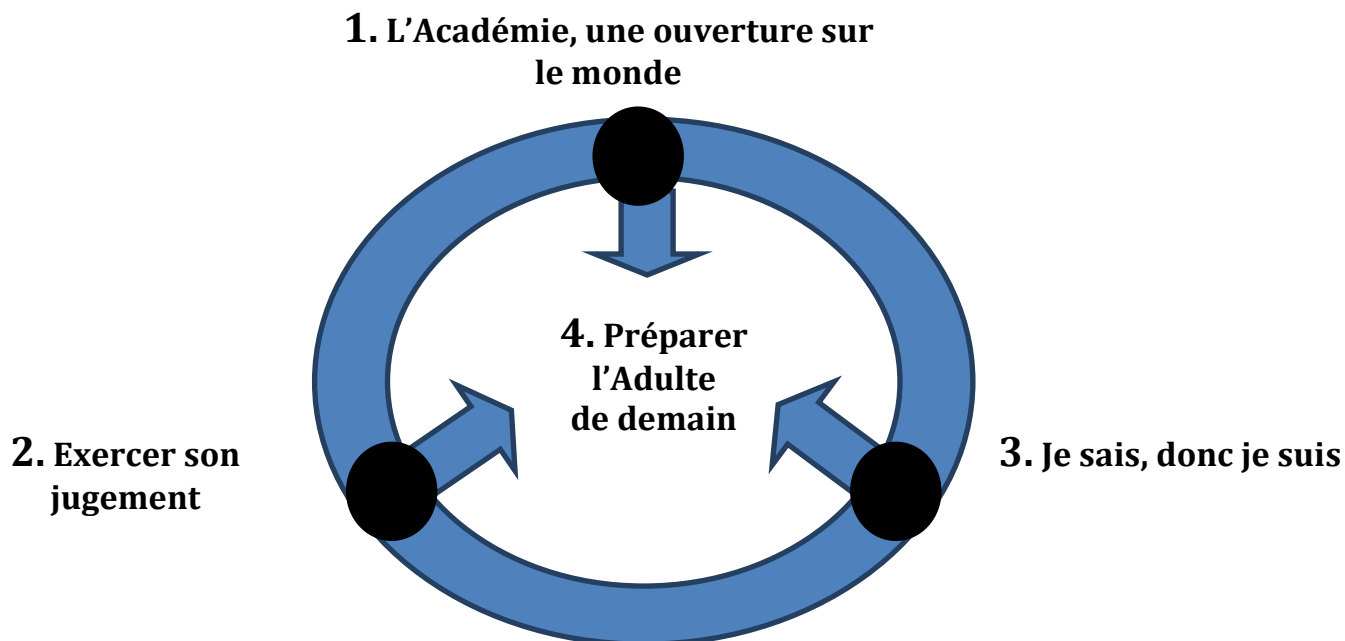 1. L’Académie, une ouverture sur
le monde
4. Préparer
l’Adulte
de demain
2. Exercer son
jugement
3. Je sais, donc je suis